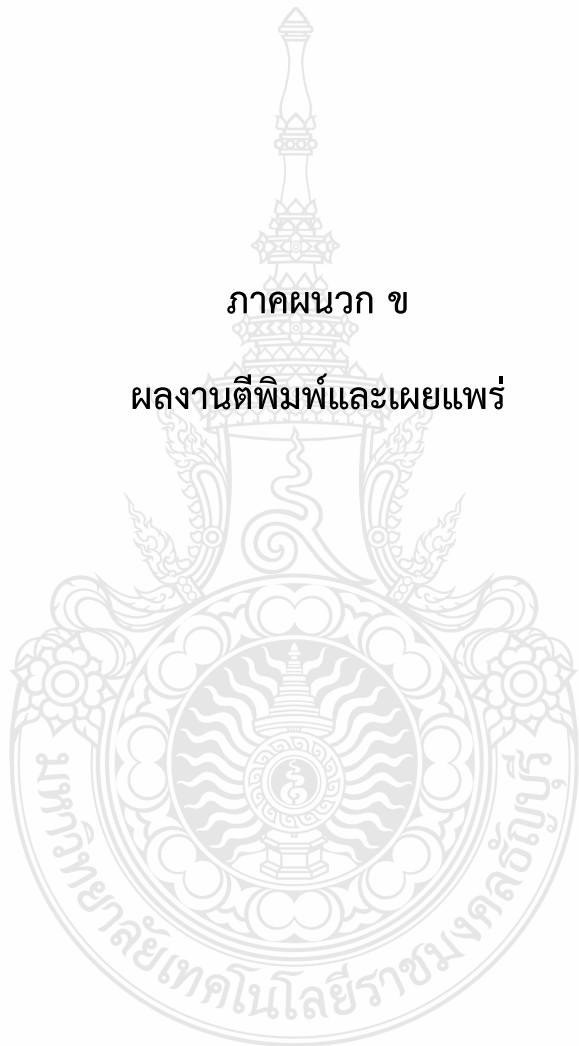 ภาคผนวก ข
ผลงานตีพิมพ์และเผยแพร่
มหาวิทยาลัยเทคโนโลยีราชมงคลธัญบุรี